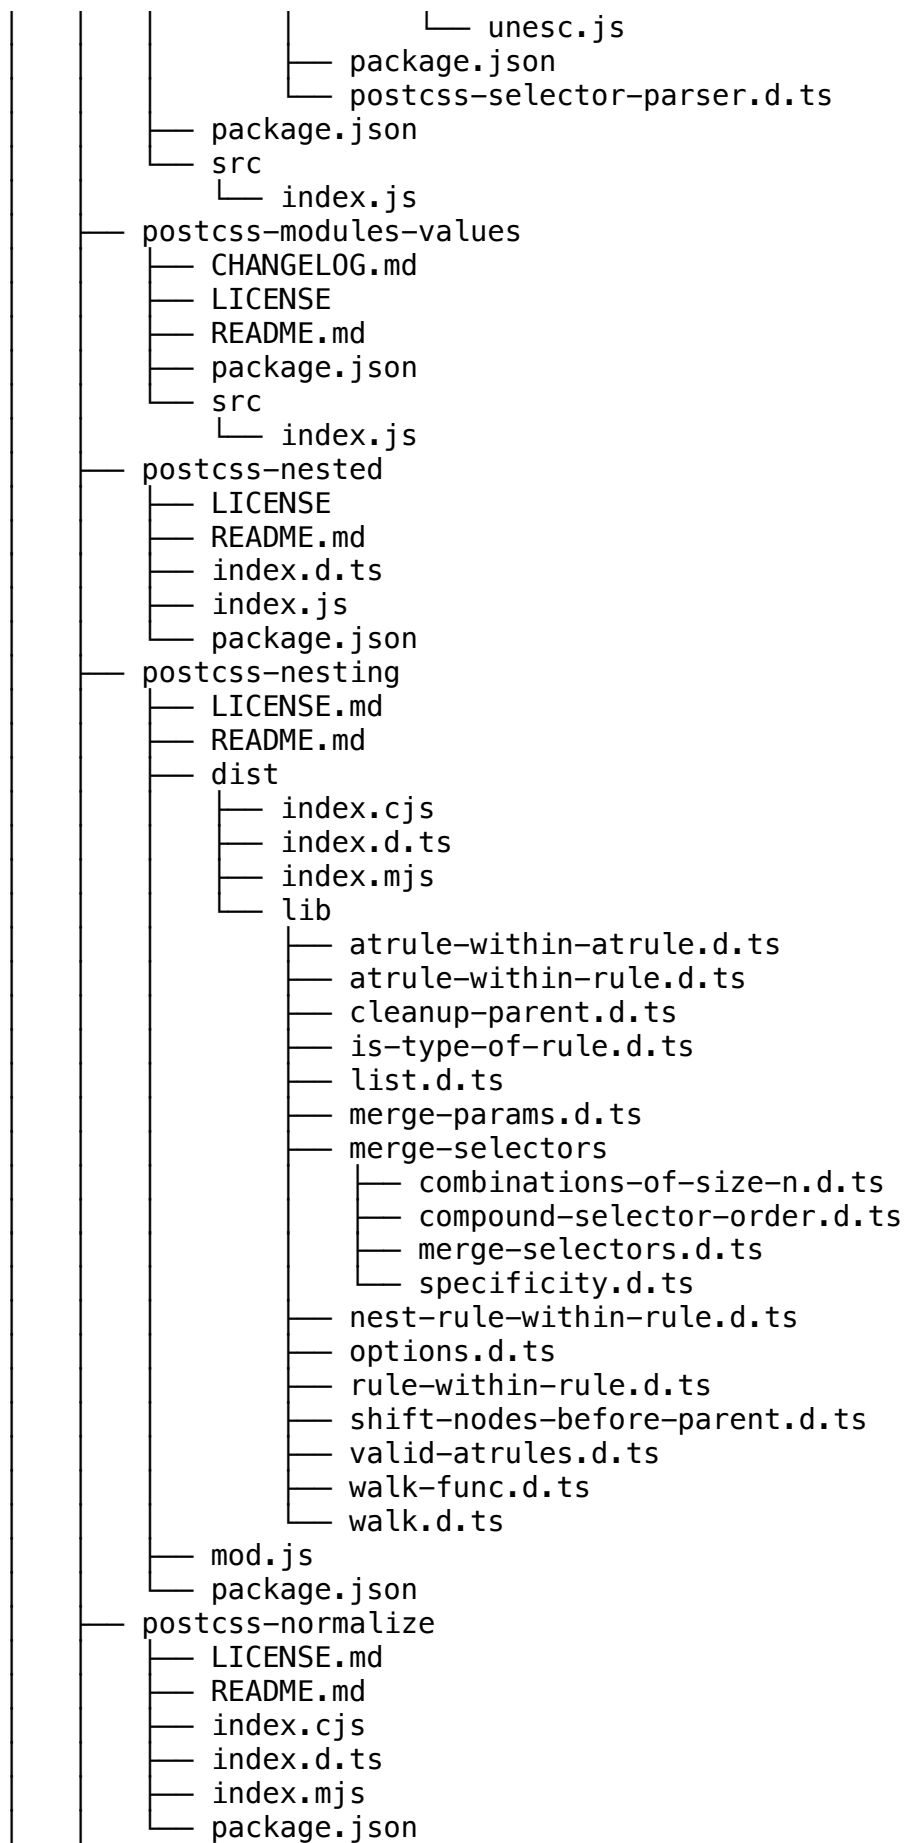 unesc.js
package.json
postcss-selector-parser.d.ts
package.json
src
index.js
postcss-modules-values
CHANGELOG.md
LICENSE
README.md
package.json
src
index.js
postcss-nested
LICENSE
README.md
index.d.ts
index.js
package.json
postcss-nesting
LICENSE.md
README.md
dist
index.cjs
index.d.ts
index.mjs
lib
atrule-within-atrule.d.ts
atrule-within-rule.d.ts
cleanup-parent.d.ts
is-type-of-rule.d.ts
list.d.ts
merge-params.d.ts
merge-selectors
combinations-of-size-n.d.ts
compound-selector-order.d.ts
merge-selectors.d.ts
specificity.d.ts
nest-rule-within-rule.d.ts
options.d.ts
rule-within-rule.d.ts
shift-nodes-before-parent.d.ts
valid-atrules.d.ts
walk-func.d.ts
walk.d.ts
mod.js
package.json
postcss-normalize
LICENSE.md
README.md
index.cjs
index.d.ts
index.mjs
package.json